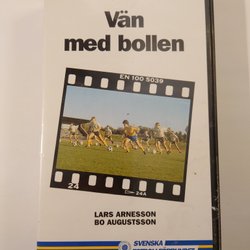 Vän
med bollen
EN 100 5039
24
24A
LARS ARNESSON
BO AUGUSTSSON
SVENSKA